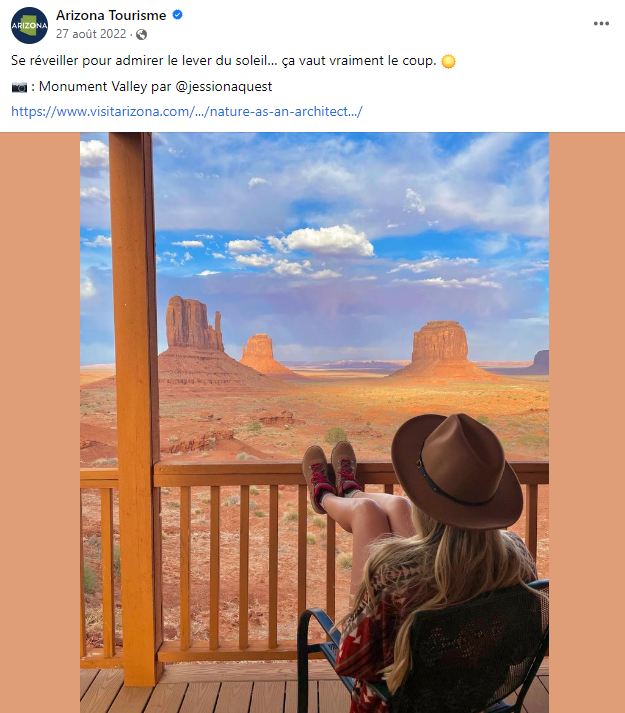 ARIZONA
Arizona Tourisme
27 août 2022 ·
Se réveiller pour admirer le lever du soleil... ça vaut vraiment le coup. 🌞
📷 : Monument Valley par @jessionaquest
https://www.visitarizona.com/.../nature-as-an-architect.../